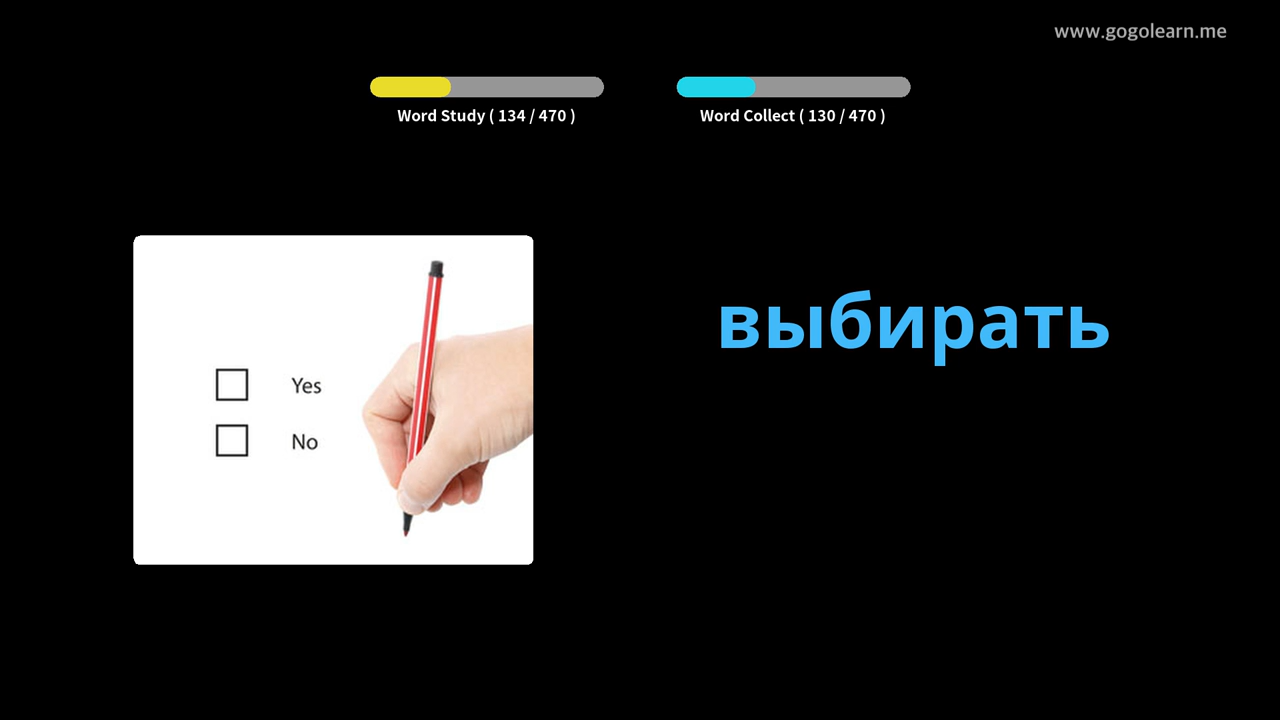 www.gogolearn.me
Word Study ( 134 / 470 )
Word Collect ( 130 / 470 )
Yes
No
выбирать